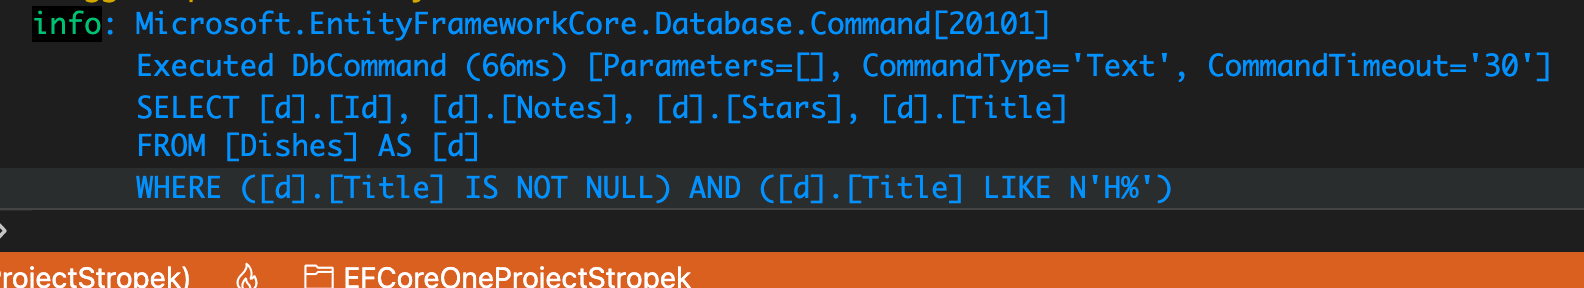 info: Microsoft.EntityFrameworkCore.Database.Command[20101]
Executed DbCommand (66ms) [Parameters=[], CommandType='Text', CommandTimeout='30']
SELECT [d].[Id], [d].[Notes], [d].[Stars], [d].[Title]
FROM [Dishes] AS [d]
WHERE ([d].[Title] IS NOT NULL) AND ([d].[Title] LIKE N'H%')
rojectStropek) EFCoreOneProjectStropek